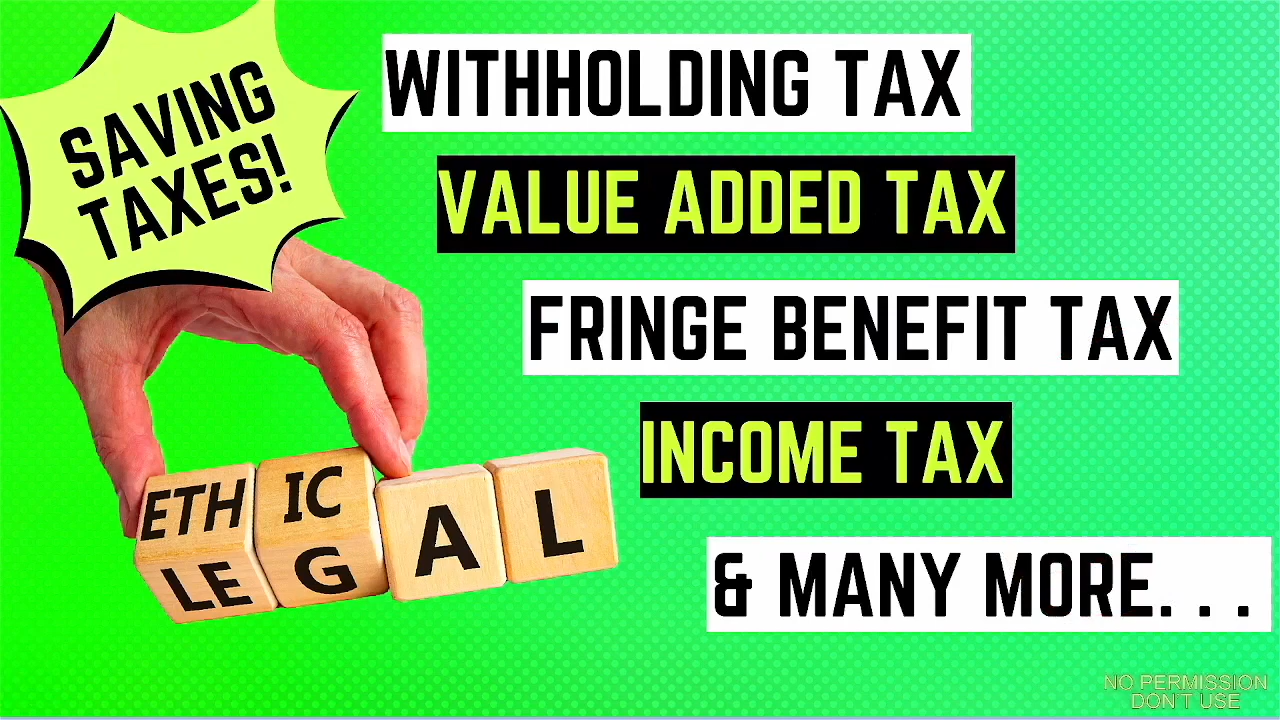 SAVING
TAXES!
WITHHOLDING TAX
VALUE ADDED TAX
FRINGE BENEFIT TAX
INCOME TAX
& MANY MORE. . .
ETH IC
LE G A L
NO PERMISSION
DON'T USE